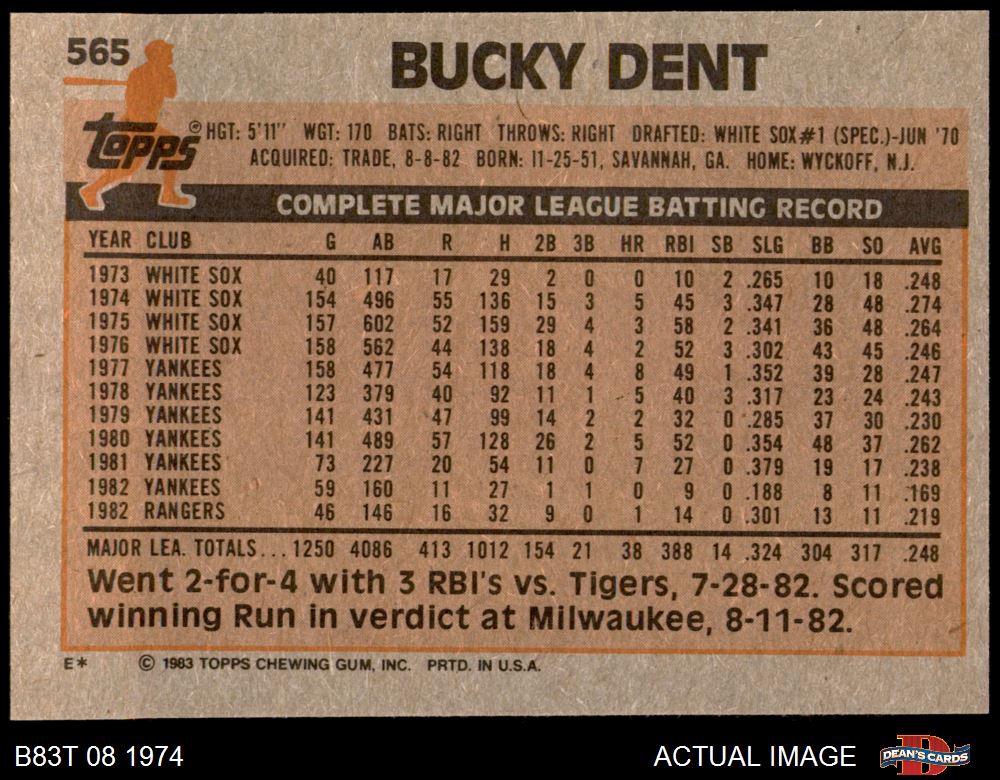 565
BUCKY DENT
topps
® HGT: 5'11" WGT: 170 BATS: RIGHT THROWS: RIGHT DRAFTED: WHITE SOX#1 (SPEC.)-JUN '70
ACQUIRED: TRADE, 8-8-82 BORN: 11-25-51, SAVANNAH, GA. HOME: WYCKOFF, N.J.
COMPLETE MAJOR LEAGUE BATTING RECORD
YEAR CLUB G AB R H 2B 3B HR RBI SB SLG BB SO AVG
1973 WHITE SOX 40 117 17 29 2 0 0 10 2 .265 10 18 .248
1974 WHITE SOX 154 496 55 136 15 3 5 45 3 .347 28 48 .274
1975 WHITE SOX 157 602 52 159 29 4 3 58 2 .341 36 48 .264
1976 WHITE SOX 158 562 44 138 18 4 2 52 3 .302 43 45 .246
1977 YANKEES 158 477 54 118 18 4 8 49 1 .352 39 28 .247
1978 YANKEES 123 379 40 92 11 1 5 40 3 .317 23 24 .243
1979 YANKEES 141 431 47 99 14 2 2 32 0 .285 37 30 .230
1980 YANKEES 141 489 57 128 26 2 5 52 0 .354 48 37 .262
1981 YANKEES 73 227 20 54 11 0 7 27 0 .379 19 17 .238
1982 YANKEES 59 160 11 27 1 1 0 9 0 .188 8 11 .169
1982 RANGERS 46 146 16 32 9 0 1 14 0 .301 13 11 .219
MAJOR LEA. TOTALS... 1250 4086 413 1012 154 21 38 388 14 .324 304 317 .248
Went 2-for-4 with 3 RBI's vs. Tigers, 7-28-82. Scored
winning Run in verdict at Milwaukee, 8-11-82.
E* © 1983 TOPPS CHEWING GUM, INC. PRTD. IN U.S.A.
B83T 08 1974 ACTUAL IMAGE DEAN'S CARDS